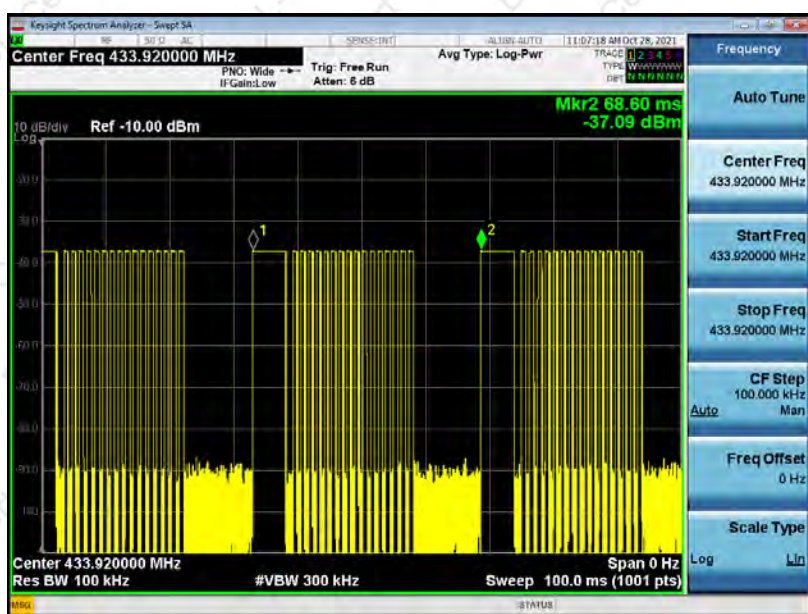 Keysight Spectrum Analyzer - Swept SA
RF 50 Ω AC SENSE:INT ALIGN AUTO 11:07:18 AM Oct 28, 2021
Center Freq 433.920000 MHz
PNO: Wide
IFGain:Low
Trig: Free Run
Atten: 6 dB
Avg Type: Log-Pwr
TRACE 1 2 3 4 5 6
TYPE
DET N N N N N N
Mkr2 68.60 ms
-37.09 dBm
10 dB/div Ref -10.00 dBm
Log
1
2
Center 433.920000 MHz
Res BW 100 kHz
#VBW 300 kHz
Span 0 Hz
Sweep 100.0 ms (1001 pts)
MSG
STATUS
Frequency
Auto Tune
Center Freq
433.920000 MHz
Start Freq
433.920000 MHz
Stop Freq
433.920000 MHz
CF Step
100.000 kHz
Auto Man
Freq Offset
0 Hz
Scale Type
Log Lin